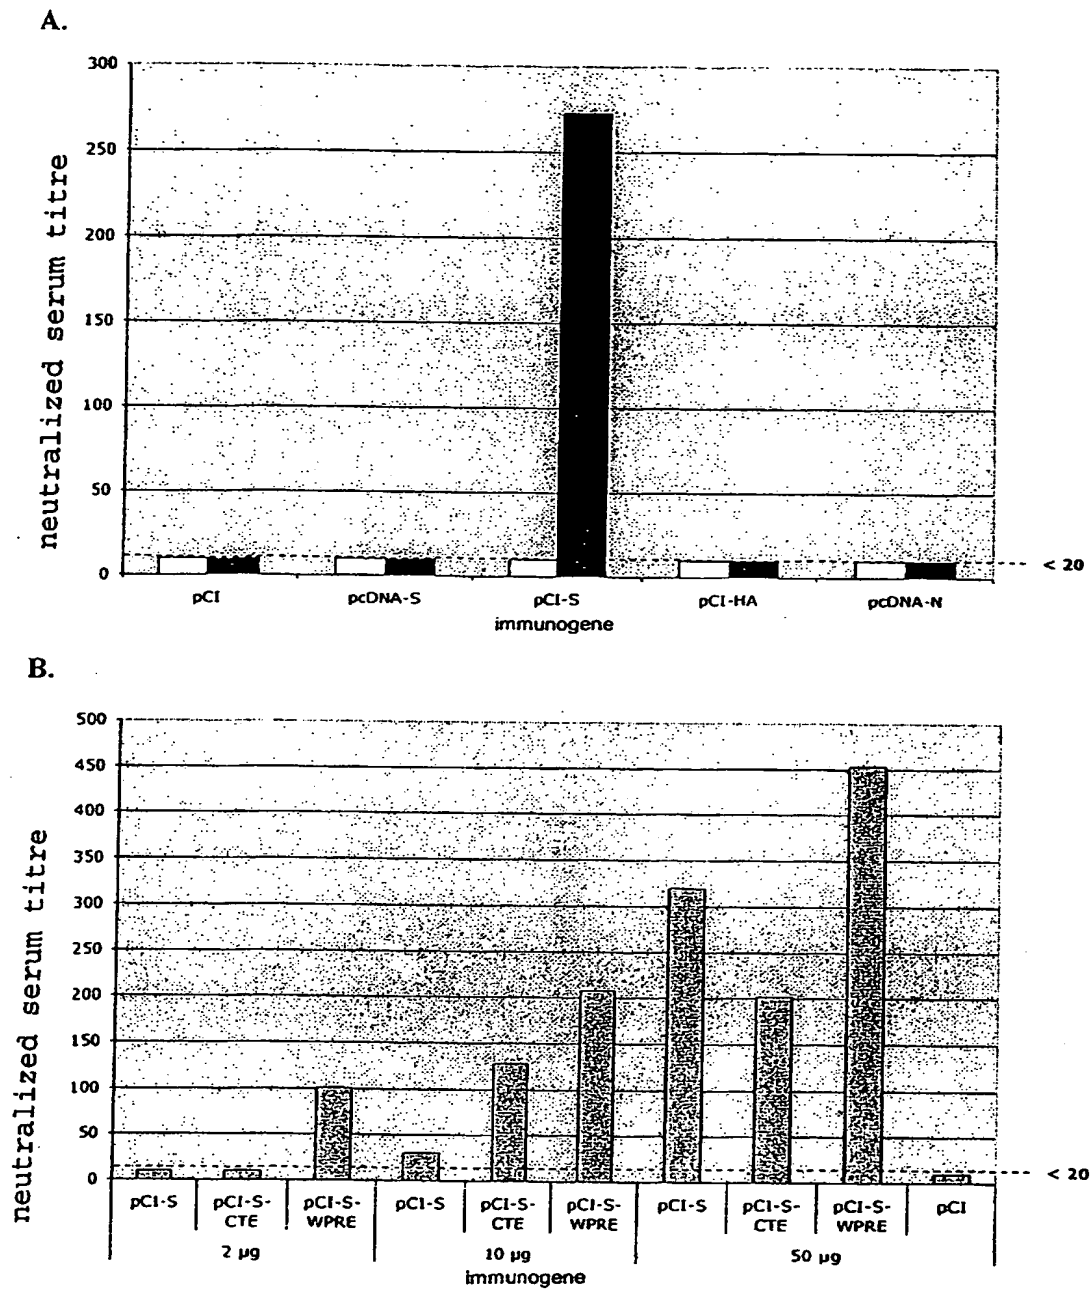 A.
neutralized serum titre
300
250
200
150
100
50
0
< 20
pCI pcDNA-S pCI-S pCI-HA pcDNA-N
immunogene
B.
neutralized serum titre
500
450
400
350
300
250
200
150
100
50
0
< 20
pCI-S pCI-S-CTE pCI-S-WPRE pCI-S pCI-S-CTE pCI-S-WPRE pCI-S pCI-S-CTE pCI-S-WPRE pCI
2 µg 10 µg 50 µg
immunogene